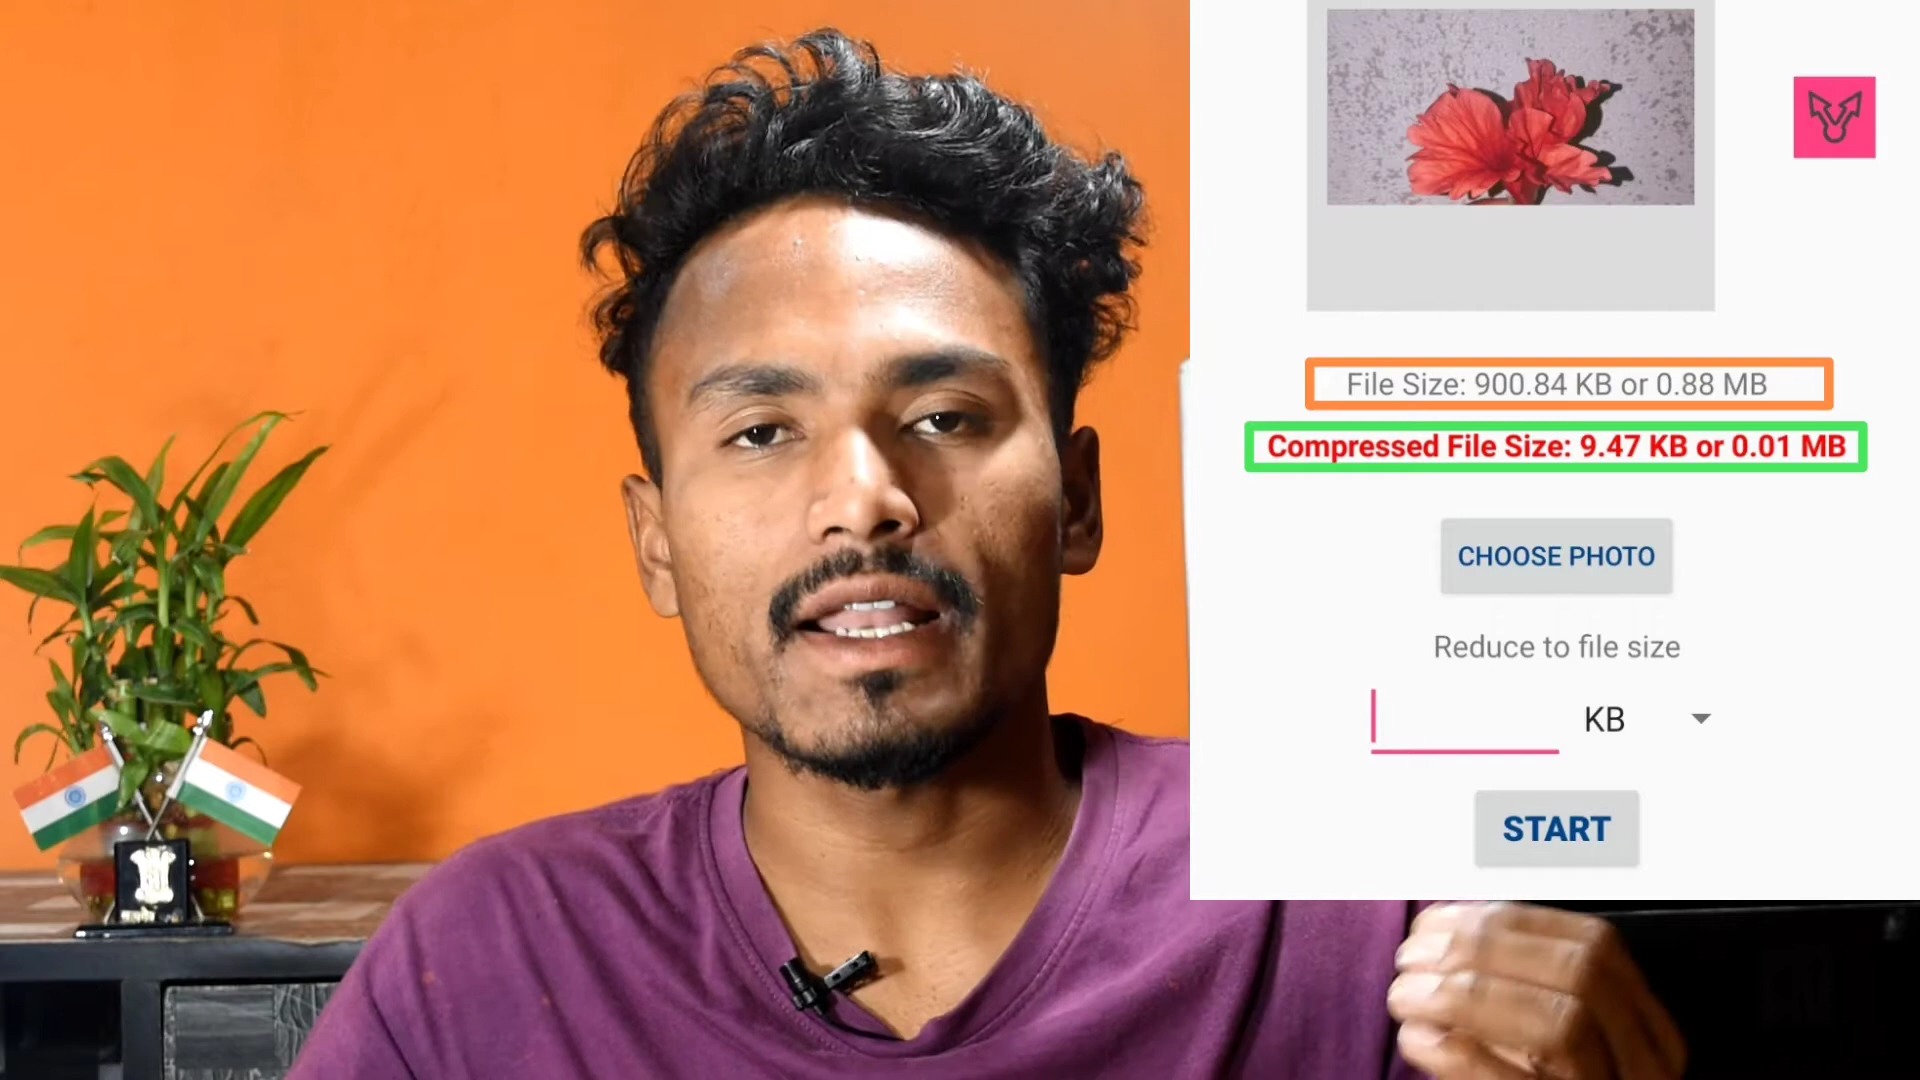 File Size: 900.84 KB or 0.88 MB
Compressed File Size: 9.47 KB or 0.01 MB
CHOOSE PHOTO
Reduce to file size
KB
START